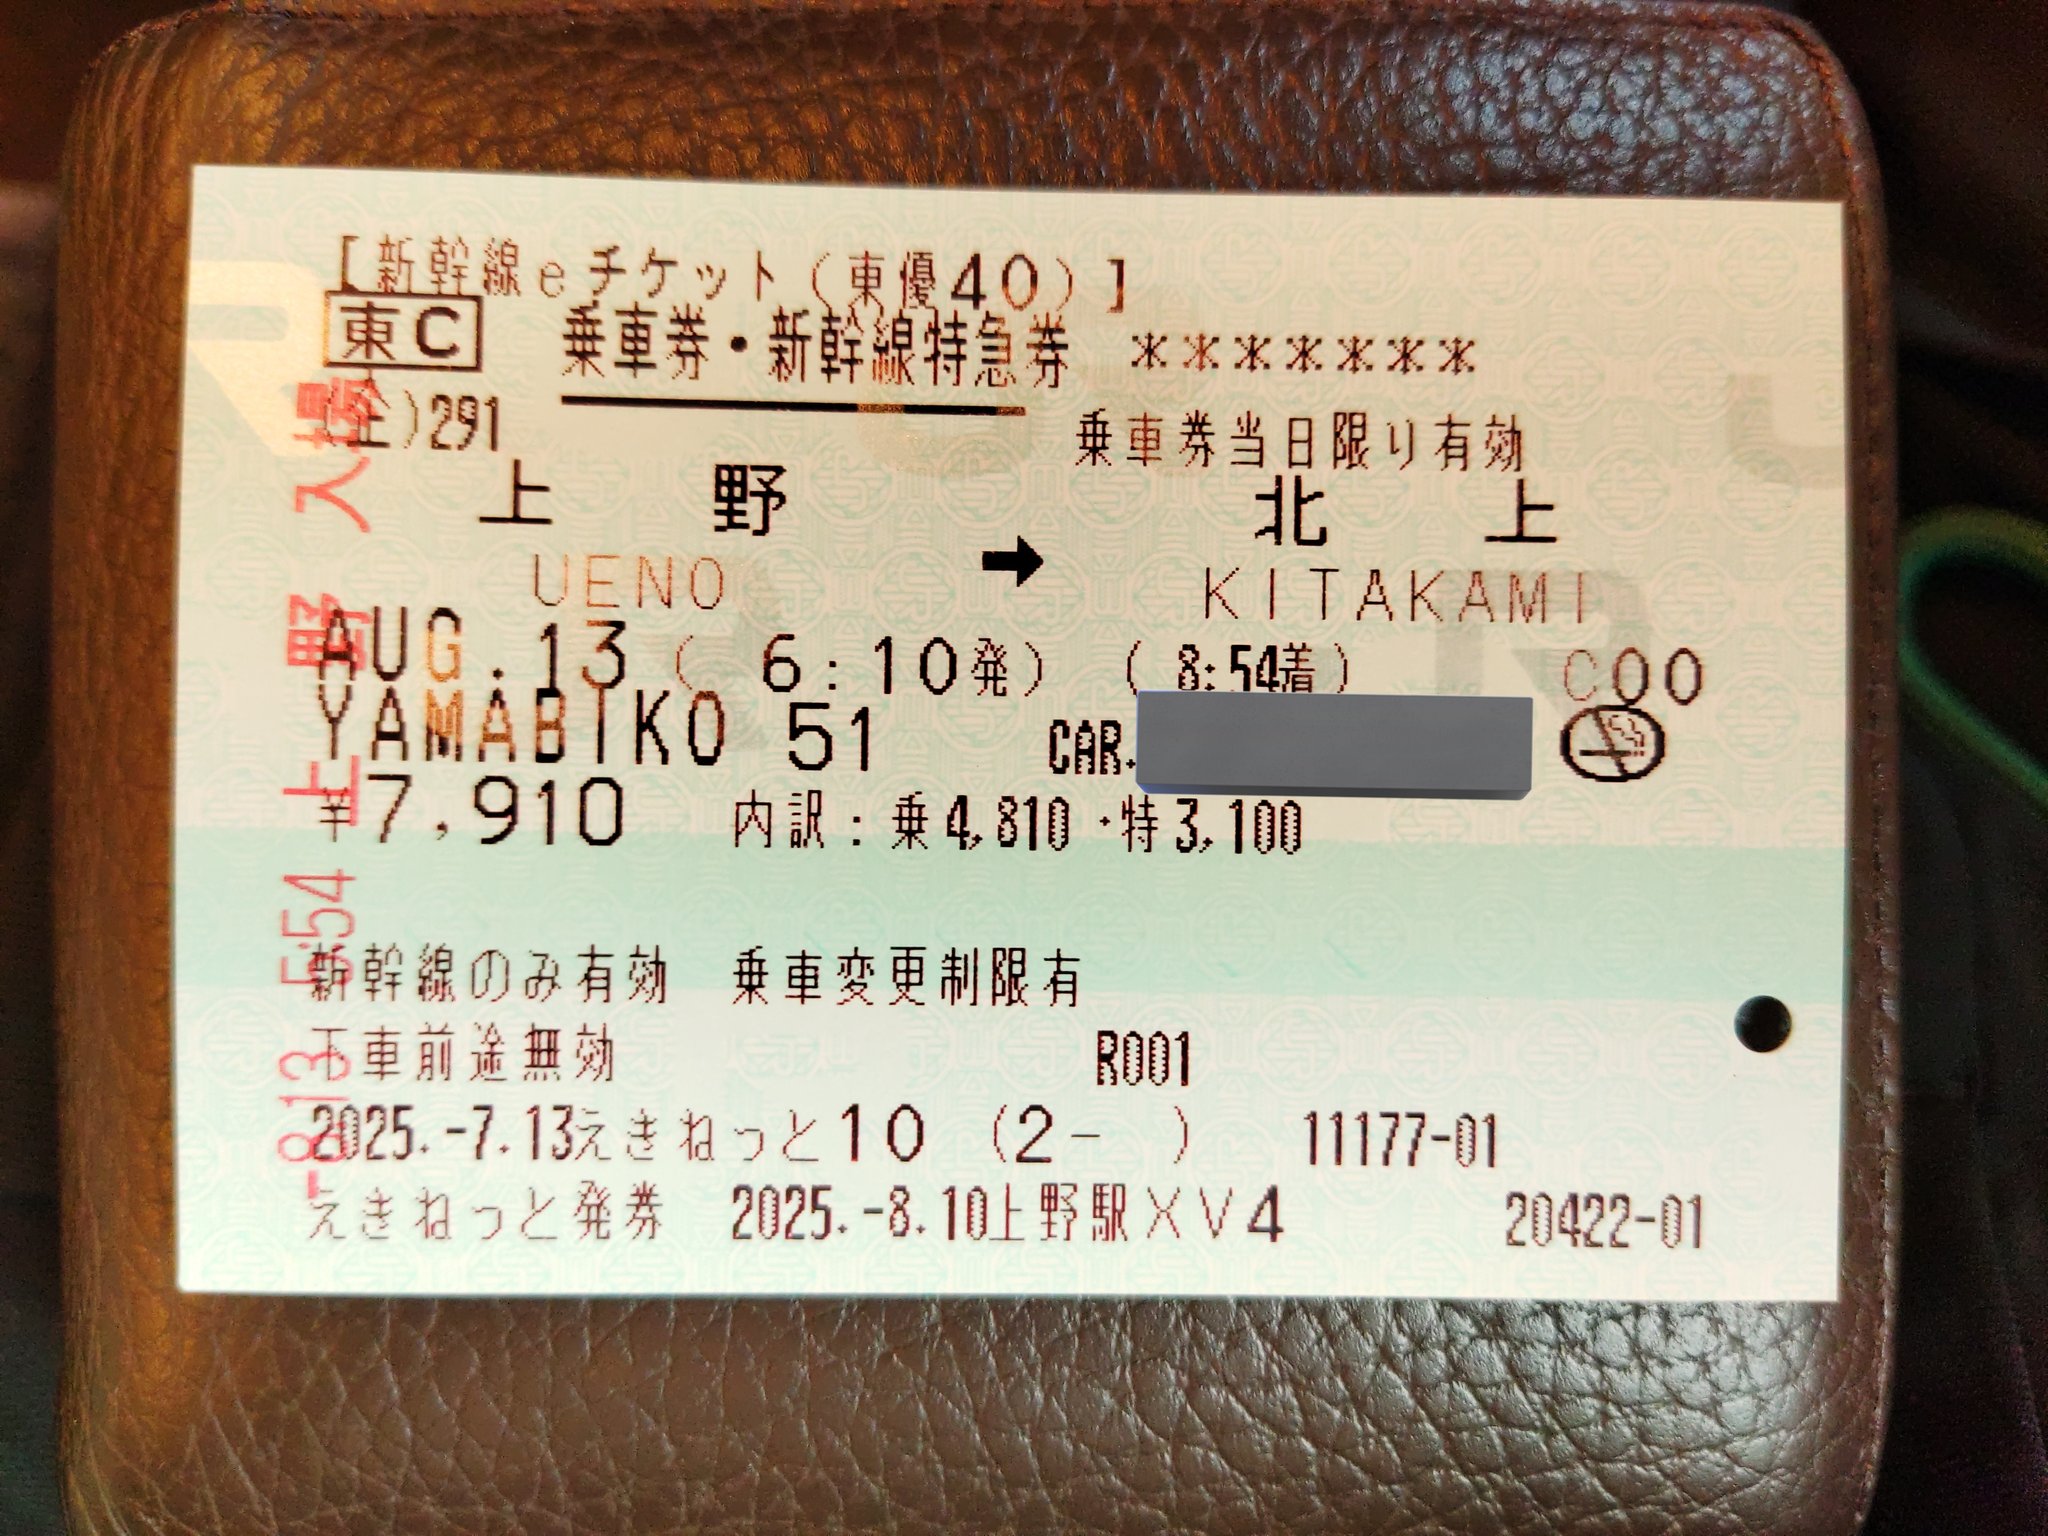 [新幹線eチケット(東優40)]
東C 乗車券・新幹線特急券 *******
291 乗車券当日限り有効
上野 → 北上
UENO KITAKAMI
AUG.13( 6:10発) ( 8:54着) C00
YAMABIKO 51 CAR.
¥7,910 内訳:乗4,810・特3,100
新幹線のみ有効 乗車変更制限有
下車前途無効 R001
2025.-7.13えきねっと10 (2- ) 11177-01
えきねっと発券 2025.-8.10上野駅XV4 20422-01
-8.13 5:54 上野 入場